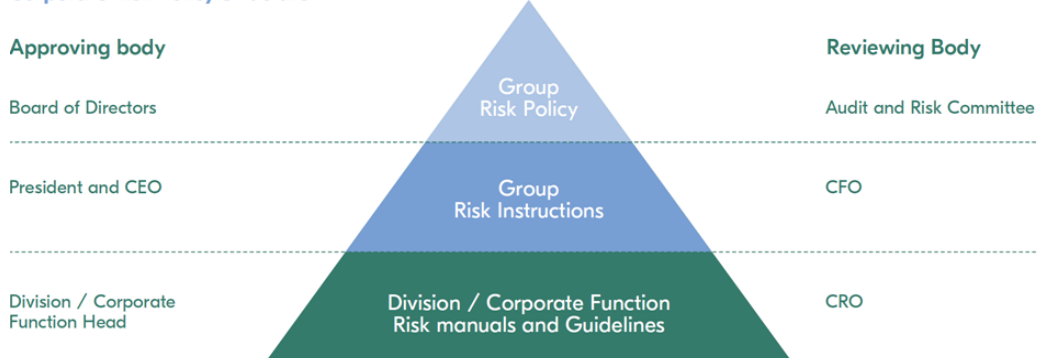 Approving body
Reviewing Body
Group
Risk Policy
Board of Directors
Audit and Risk Committee
President and CEO
Group
Risk Instructions
CFO
Division / Corporate
Function Head
Division / Corporate Function
Risk manuals and Guidelines
CRO